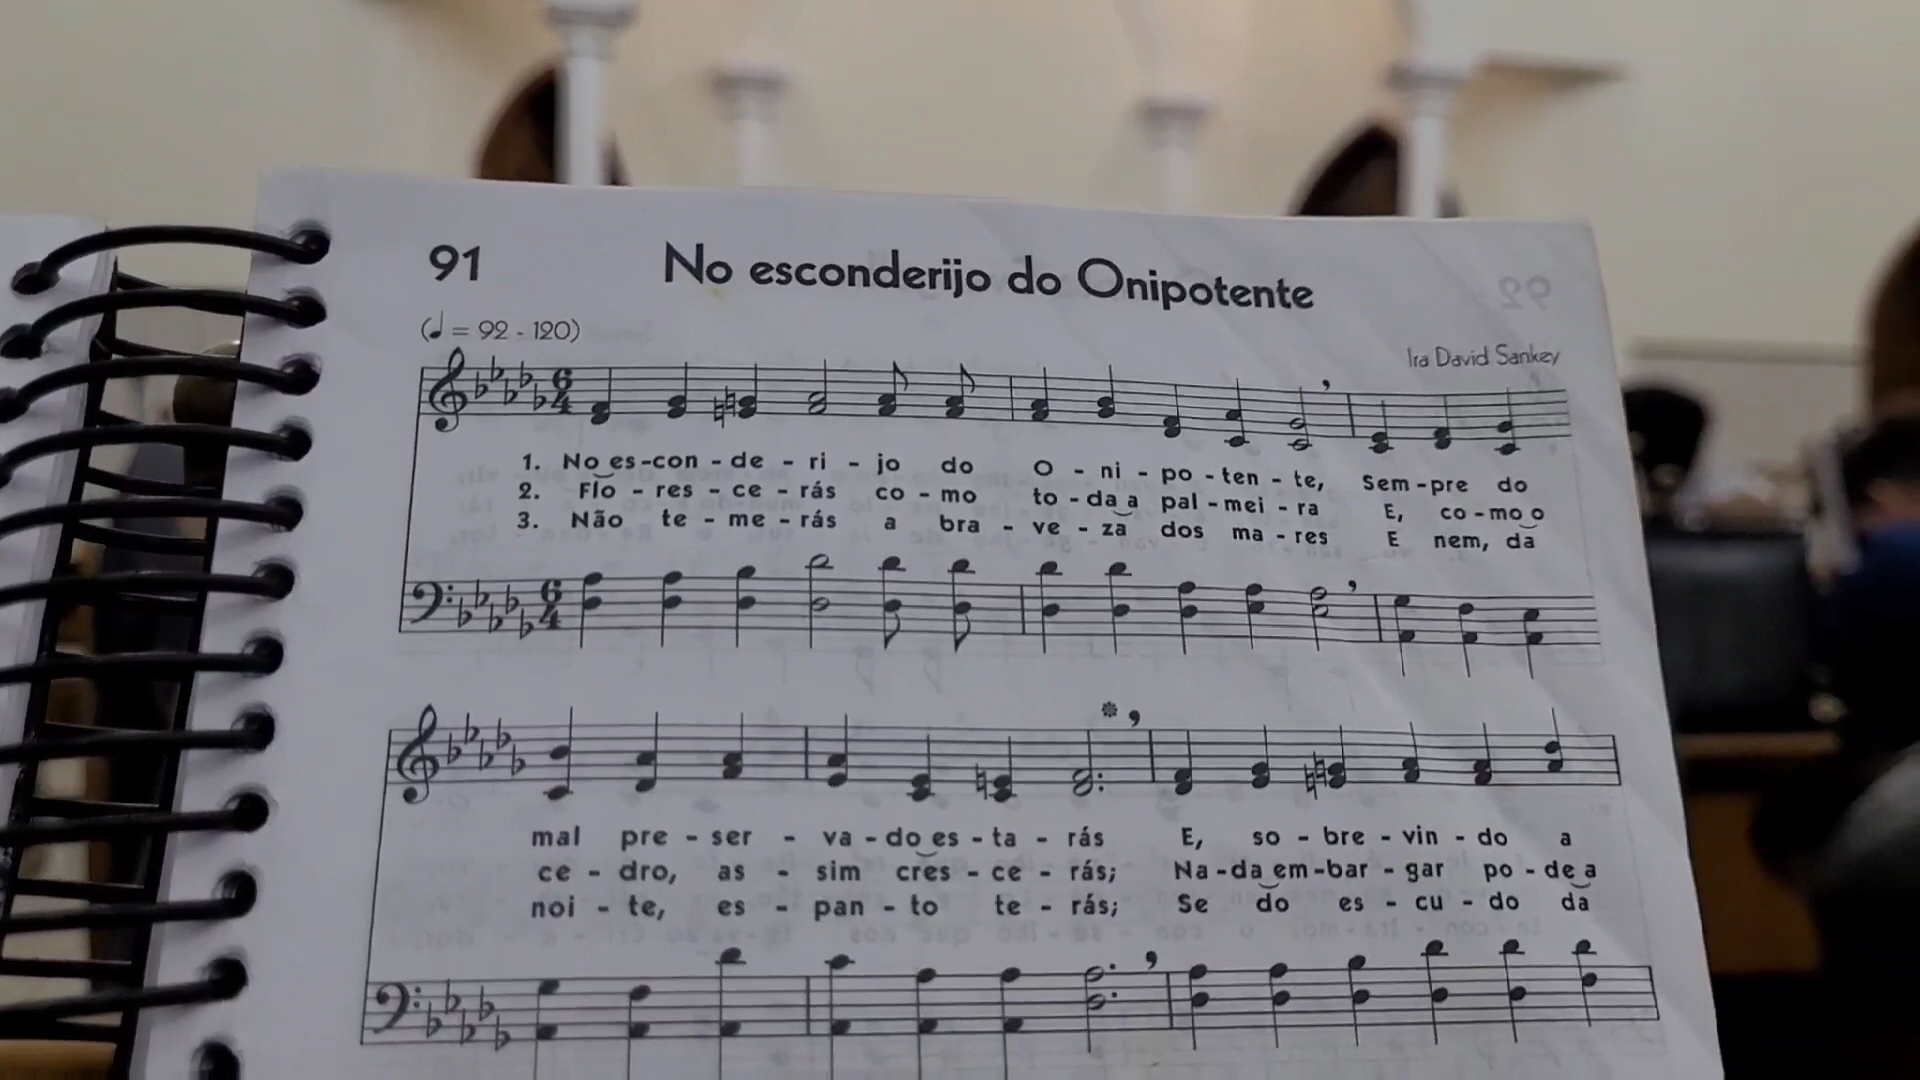 91 No esconderijo do Onipotente
(♩ = 92 - 120)
Ira David Sankey
1. No es-con - de - ri - jo do O - ni - po - ten - te, Sem - pre do
2. Flo - res - ce - rás co - mo to - da a pal - mei - ra E, co - mo o
3. Não te - me - rás a bra - ve - za dos ma - res E nem, da
mal pre - ser - va - do es - ta - rás E, so - bre - vin - do a
ce - dro, as - sim cres - ce - rás; Na - da em - bar - gar po - de a
noi - te, es - pan - to te - rás; Se do es - cu - do da